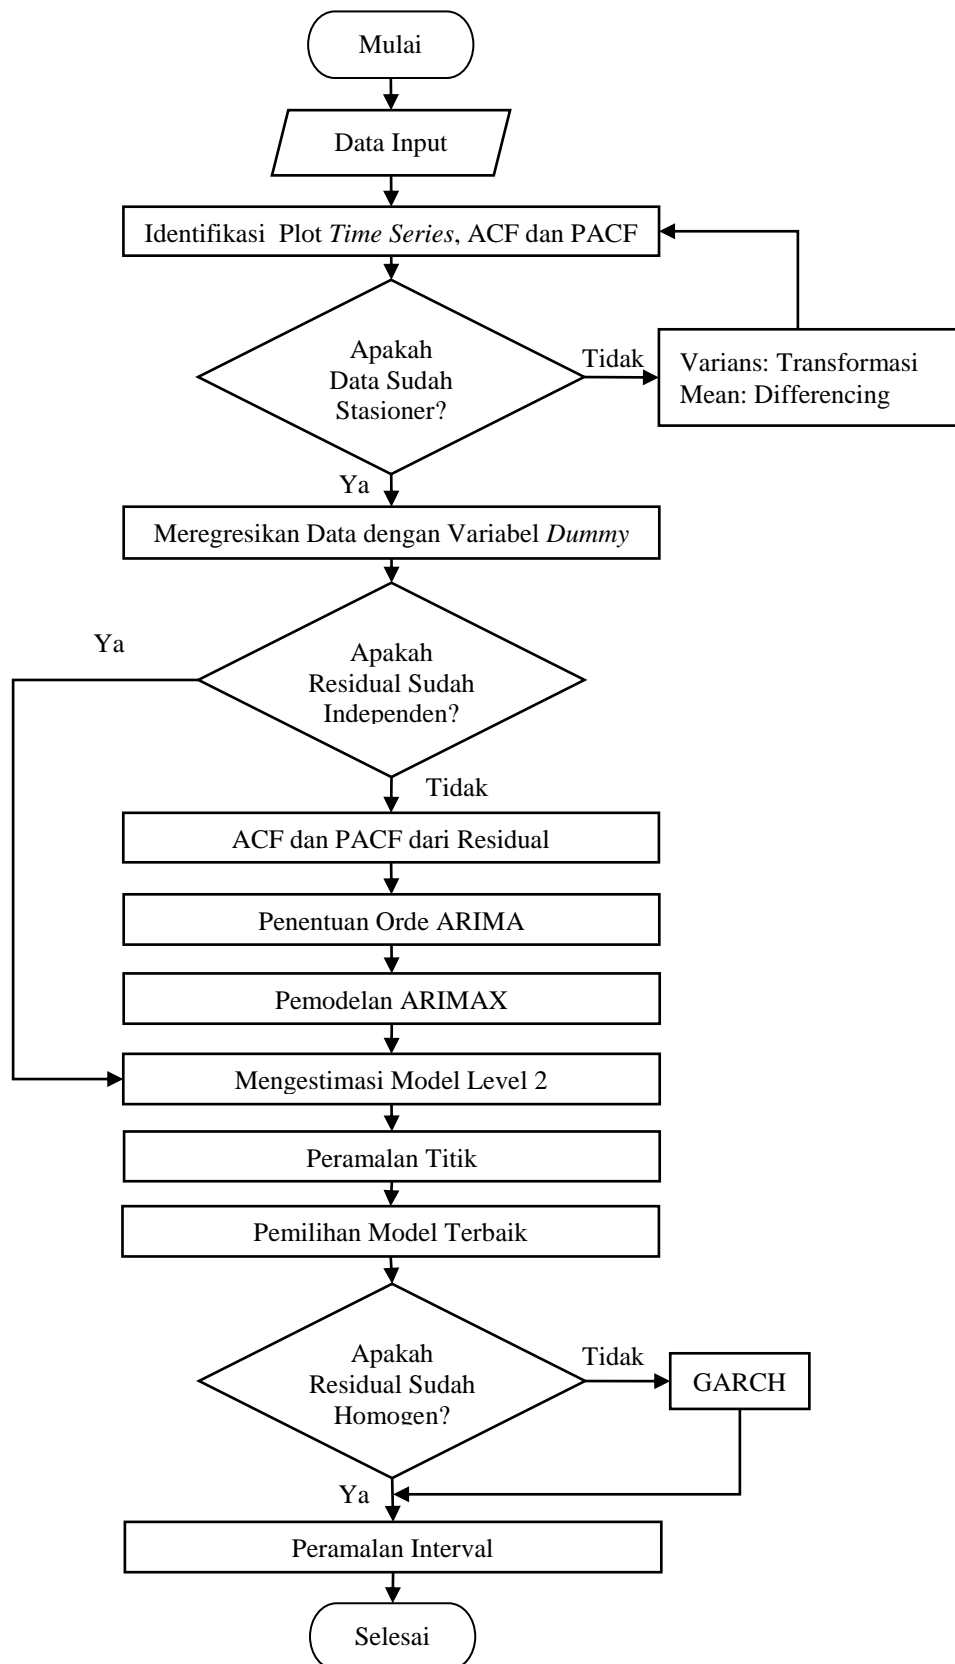 Mulai
Data Input
Identifikasi Plot Time Series, ACF dan PACF
Apakah
Data Sudah
Stasioner?
Tidak
Varians: Transformasi
Mean: Differencing
Ya
Meregresikan Data dengan Variabel Dummy
Ya
Apakah
Residual Sudah
Independen?
Tidak
ACF dan PACF dari Residual
Penentuan Orde ARIMA
Pemodelan ARIMAX
Mengestimasi Model Level 2
Peramalan Titik
Pemilihan Model Terbaik
Apakah
Residual Sudah
Homogen?
Tidak
GARCH
Ya
Peramalan Interval
Selesai